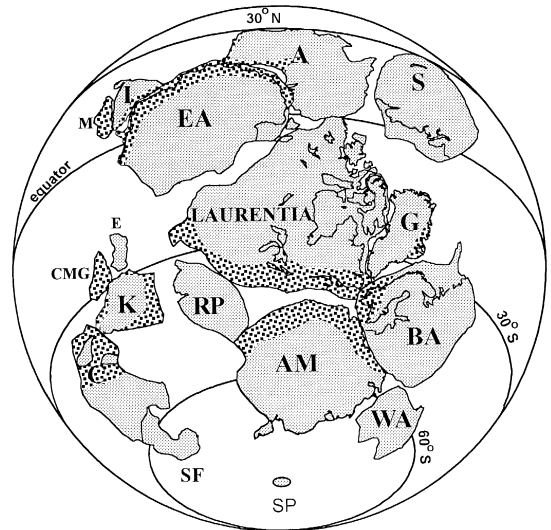 30° N
A
S
I
M
EA
equator
LAURENTIA
G
E
CMG
K
RP
30° S
BA
AM
C
WA
SF
60° S
SP